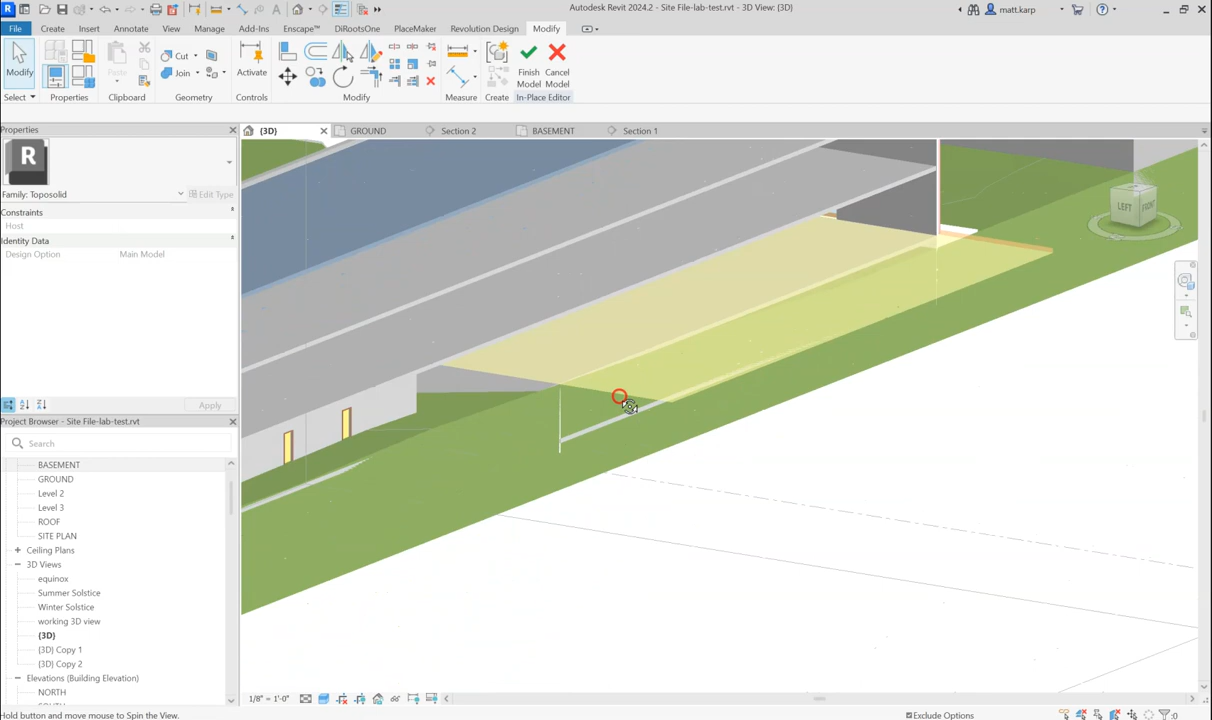 Autodesk Revit 2024.2 - Site File-lab-test.rvt - 3D View: {3D}
matt.karp
File Create Insert Annotate View Manage Add-Ins Enscape™ DiRootsOne PlaceMaker Revolution Design Modify
Modify Paste Cut Join Activate Finish Model Cancel Model
Select Properties Clipboard Geometry Controls Modify Measure Create In-Place Editor
{3D} GROUND Section 2 BASEMENT Section 1
Properties
R
Family: Toposolid Edit Type
Constraints
Host
Identity Data
Design Option Main Model
Apply
Project Browser - Site File-lab-test.rvt
Search
BASEMENT
GROUND
Level 2
Level 3
ROOF
SITE PLAN
Ceiling Plans
3D Views
equinox
Summer Solstice
Winter Solstice
working 3D view
{3D}
{3D} Copy 1
{3D} Copy 2
Elevations (Building Elevation)
NORTH
LEFT FRONT
1/8" = 1'-0"
Hold button and move mouse to Spin the View.
Exclude Options
:0